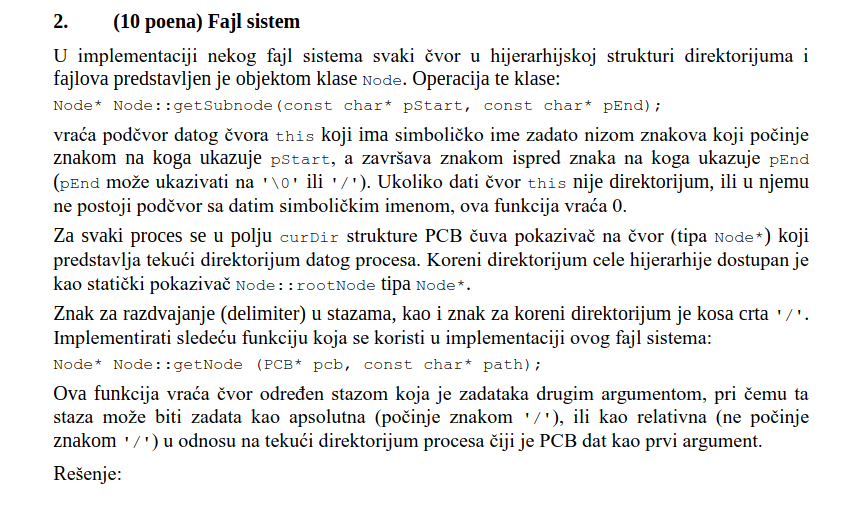 2. (10 poena) Fajl sistem
U implementaciji nekog fajl sistema svaki čvor u hijerarhijskoj strukturi direktorijuma i
fajlova predstavljen je objektom klase Node. Operacija te klase:
Node* Node::getSubnode(const char* pStart, const char* pEnd);
vraća podčvor datog čvora this koji ima simboličko ime zadato nizom znakova koji počinje
znakom na koga ukazuje pStart, a završava znakom ispred znaka na koga ukazuje pEnd
(pEnd može ukazivati na '\0' ili '/'). Ukoliko dati čvor this nije direktorijum, ili u njemu
ne postoji podčvor sa datim simboličkim imenom, ova funkcija vraća 0.
Za svaki proces se u polju curDir strukture PCB čuva pokazivač na čvor (tipa Node*) koji
predstavlja tekući direktorijum datog procesa. Koreni direktorijum cele hijerarhije dostupan je
kao statički pokazivač Node::rootNode tipa Node*.
Znak za razdvajanje (delimiter) u stazama, kao i znak za koreni direktorijum je kosa crta '/'.
Implementirati sledeću funkciju koja se koristi u implementaciji ovog fajl sistema:
Node* Node::getNode (PCB* pcb, const char* path);
Ova funkcija vraća čvor određen stazom koja je zadataka drugim argumentom, pri čemu ta
staza može biti zadata kao apsolutna (počinje znakom '/'), ili kao relativna (ne počinje
znakom '/') u odnosu na tekući direktorijum procesa čiji je PCB dat kao prvi argument.
Rešenje: